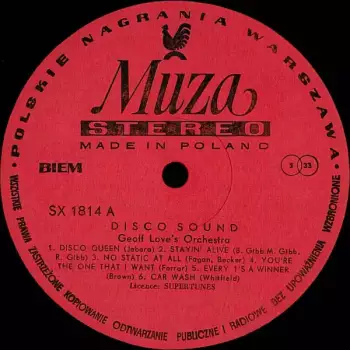 POLSKIE NAGRANIA WARSZAWA
Muza
STEREO
MADE IN POLAND
BIEM
3 33
SX 1814 A
DISCO SOUND
Geoff Love's Orchestra
1. DISCO QUEEN (Jabara) 2. STAYIN' ALIVE (B. Gibb M. Gibb,
R. Gibb) 3. NO STATIC AT ALL (Fagan, Becker) 4. YOU'RE
THE ONE THAT I WANT (Farrar) 5. EVERY 1'S A WINNER
(Brown) 6. CAR WASH (Whitfield)
Licence: SUPERTUNES
WSZYSTKIE PRAWA ZASTRZEŻONE KOPIOWANIE ODTWARZANIE PUBLICZNE I RADIOWE BEZ UPOWAŻNIENIA WZBRONIONE